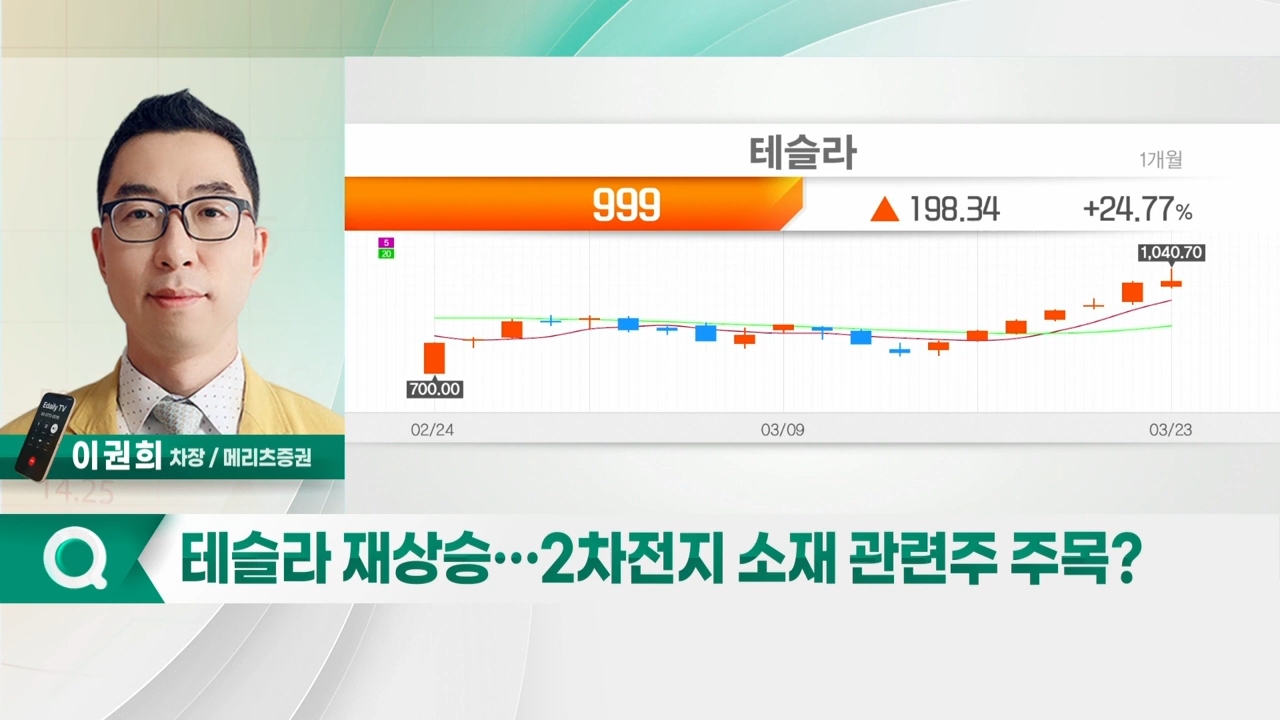 테슬라
1개월
999 ▲ 198.34 +24.77%
5
20
1,040.70
700.00
02/24 03/09 03/23
Edaily TV
이권희 차장 / 메리츠증권
14.25
Q 테슬라 재상승…2차전지 소재 관련주 주목?